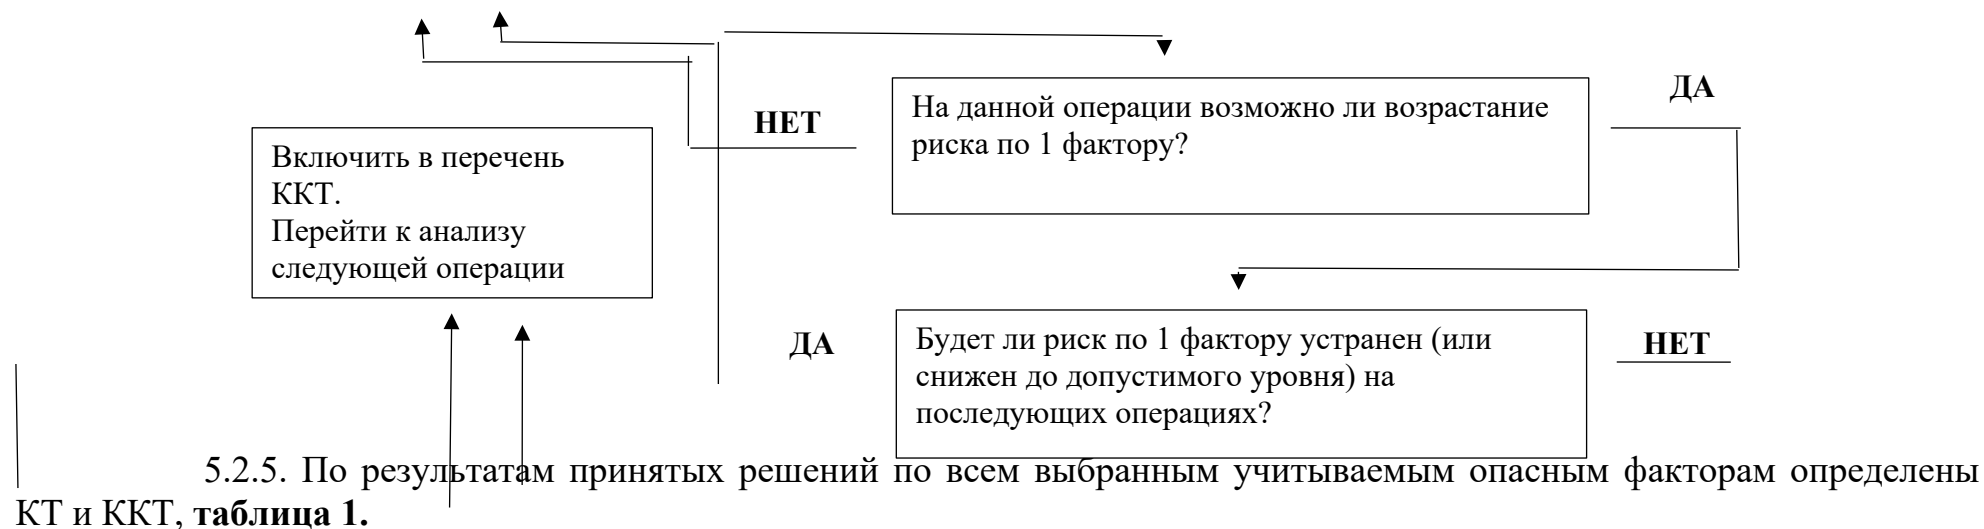 ДА
На данной операции возможно ли возрастание
риска по 1 фактору?
НЕТ
Включить в перечень
ККТ.
Перейти к анализу
следующей операции
ДА
Будет ли риск по 1 фактору устранен (или
снижен до допустимого уровня) на
последующих операциях?
НЕТ
5.2.5. По результатам принятых решений по всем выбранным учитываемым опасным факторам определены
КТ и ККТ, таблица 1.